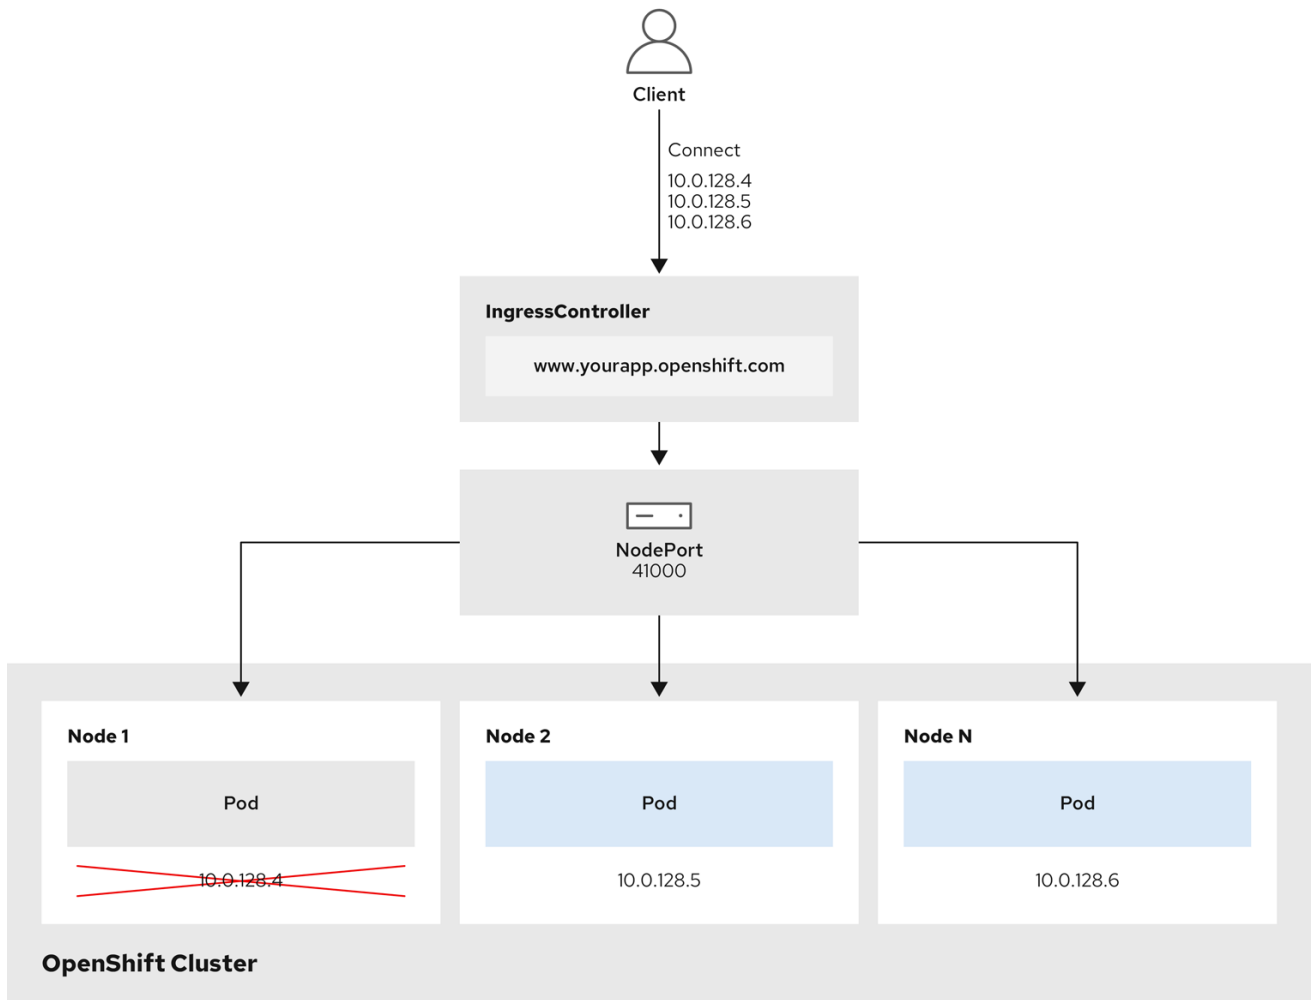 Client
Connect
10.0.128.4
10.0.128.5
10.0.128.6
IngressController
www.yourapp.openshift.com
NodePort
41000
Node 1
Pod
10.0.128.4
Node 2
Pod
10.0.128.5
Node N
Pod
10.0.128.6
OpenShift Cluster